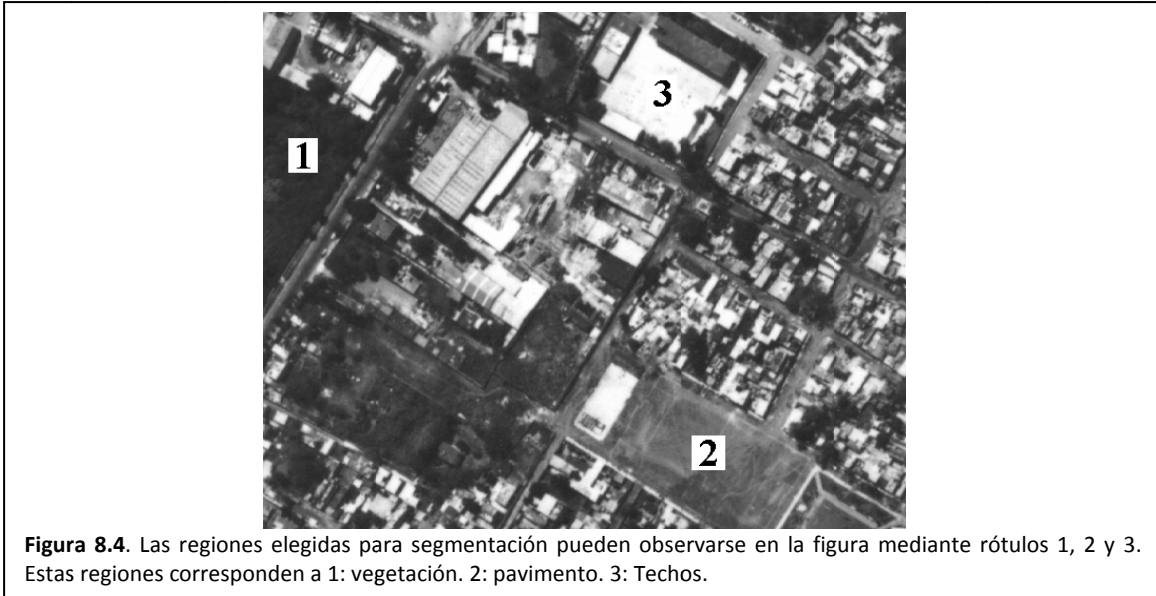 3
1
2
Figura 8.4. Las regiones elegidas para segmentación pueden observarse en la figura mediante rótulos 1, 2 y 3.
Estas regiones corresponden a 1: vegetación. 2: pavimento. 3: Techos.